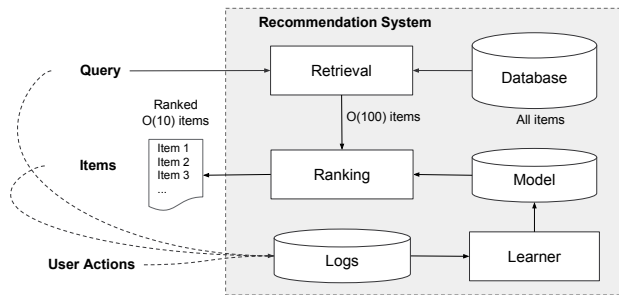 Recommendation System
Query
Retrieval
Database
All items
O(100) items
Ranked
O(10) items
Item 1
Item 2
Item 3
...
Items
Ranking
Model
User Actions
Logs
Learner